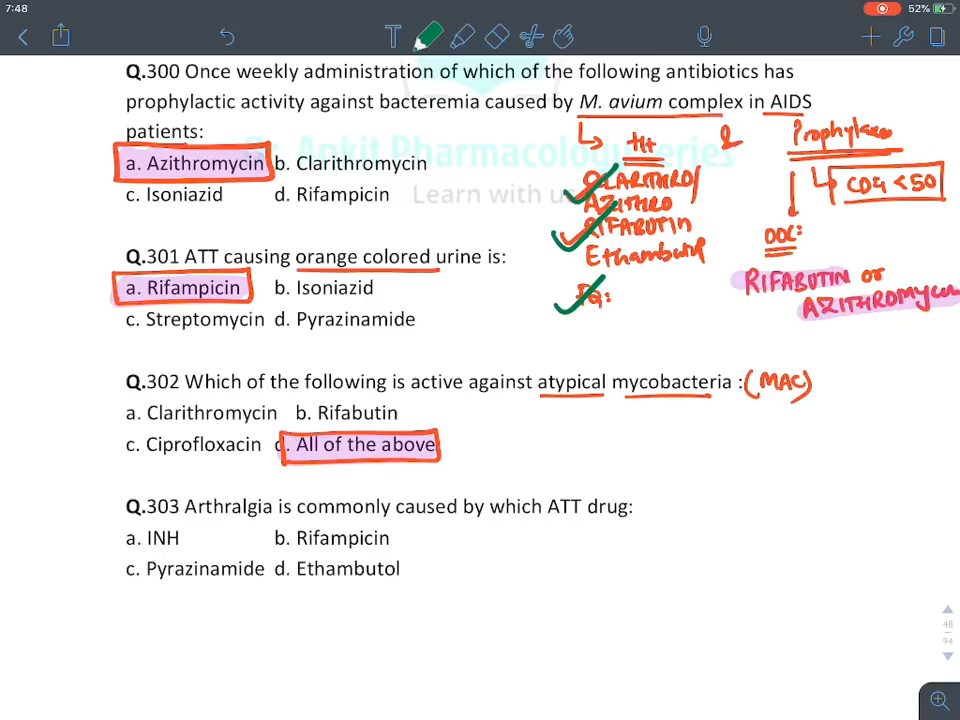 7:48
52%
Q.300 Once weekly administration of which of the following antibiotics has
prophylactic activity against bacteremia caused by M. avium complex in AIDS
patients:
a. Azithromycin b. Clarithromycin
c. Isoniazid d. Rifampicin
Learn with us
ttt & Prophylaxis
CLARITHRO/
AZITHRO
RIFABUTIN
Ethambutol
FQ:
CD4 < 50
DOC:
RIFABUTIN or
AZITHROMYCIN
Q.301 ATT causing orange colored urine is:
a. Rifampicin b. Isoniazid
c. Streptomycin d. Pyrazinamide
Q.302 Which of the following is active against atypical mycobacteria : (MAC)
a. Clarithromycin b. Rifabutin
c. Ciprofloxacin d. All of the above
Q.303 Arthralgia is commonly caused by which ATT drug:
a. INH b. Rifampicin
c. Pyrazinamide d. Ethambutol
48
94